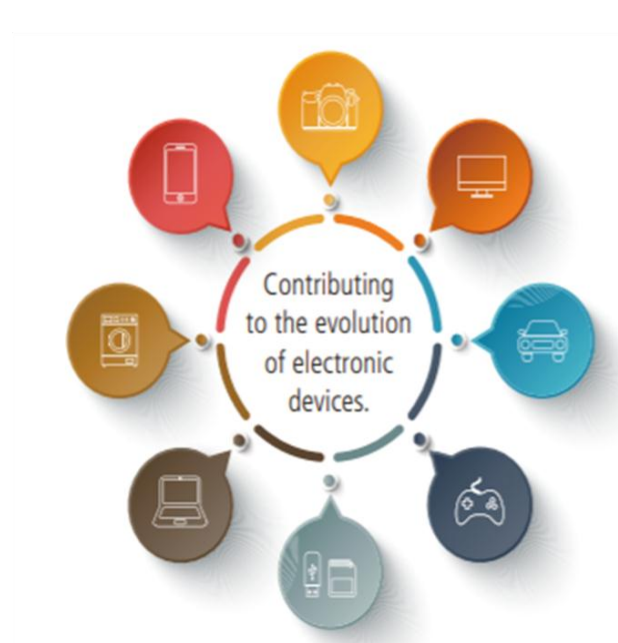 Contributing
to the evolution
of electronic
devices.